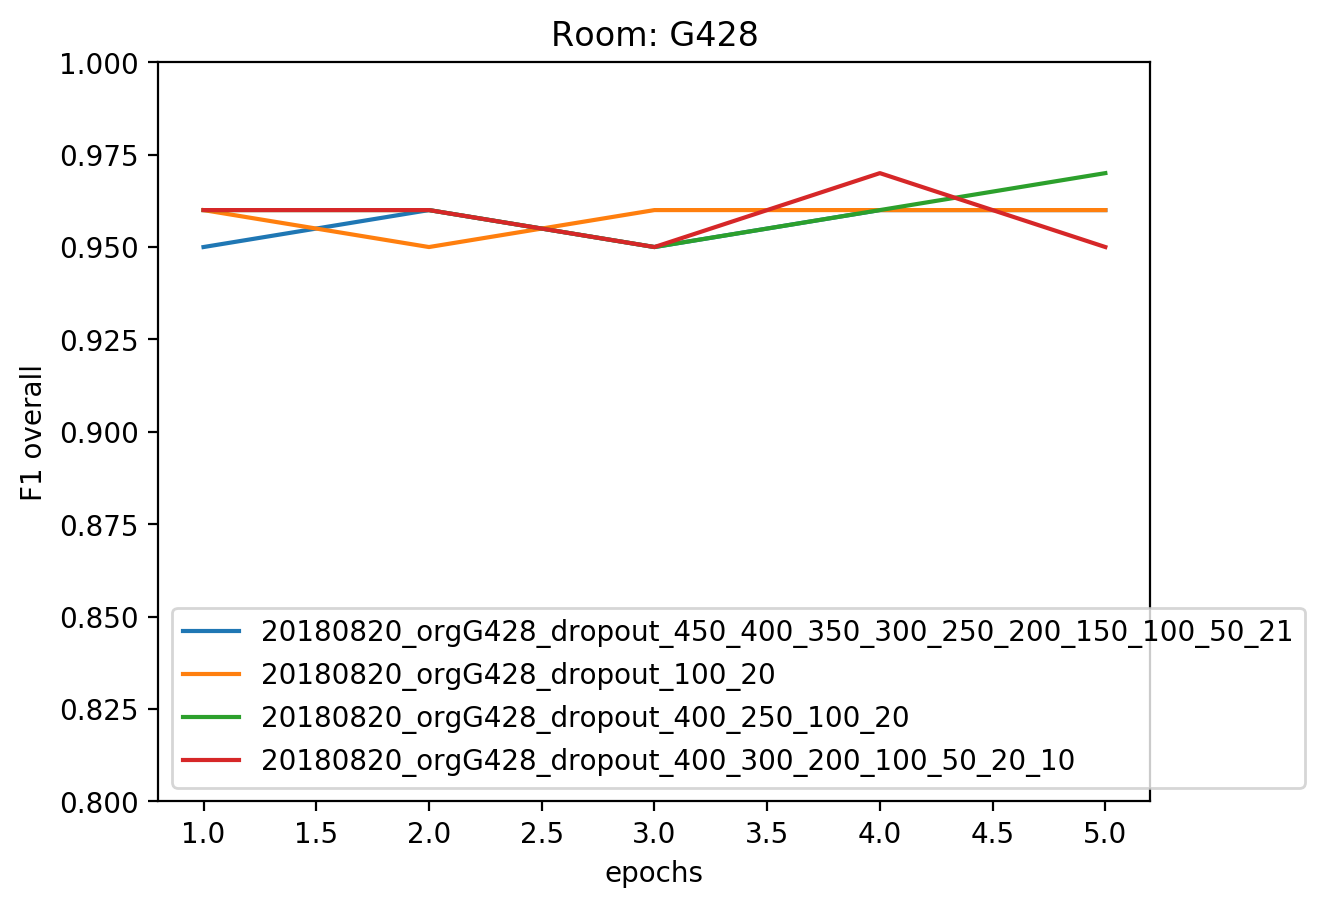 Room: G428
1.000
0.975
0.950
0.925
0.900
0.875
0.850
0.825
0.800
F1 overall
20180820_orgG428_dropout_450_400_350_300_250_200_150_100_50_21
20180820_orgG428_dropout_100_20
20180820_orgG428_dropout_400_250_100_20
20180820_orgG428_dropout_400_300_200_100_50_20_10
1.0 1.5 2.0 2.5 3.0 3.5 4.0 4.5 5.0
epochs